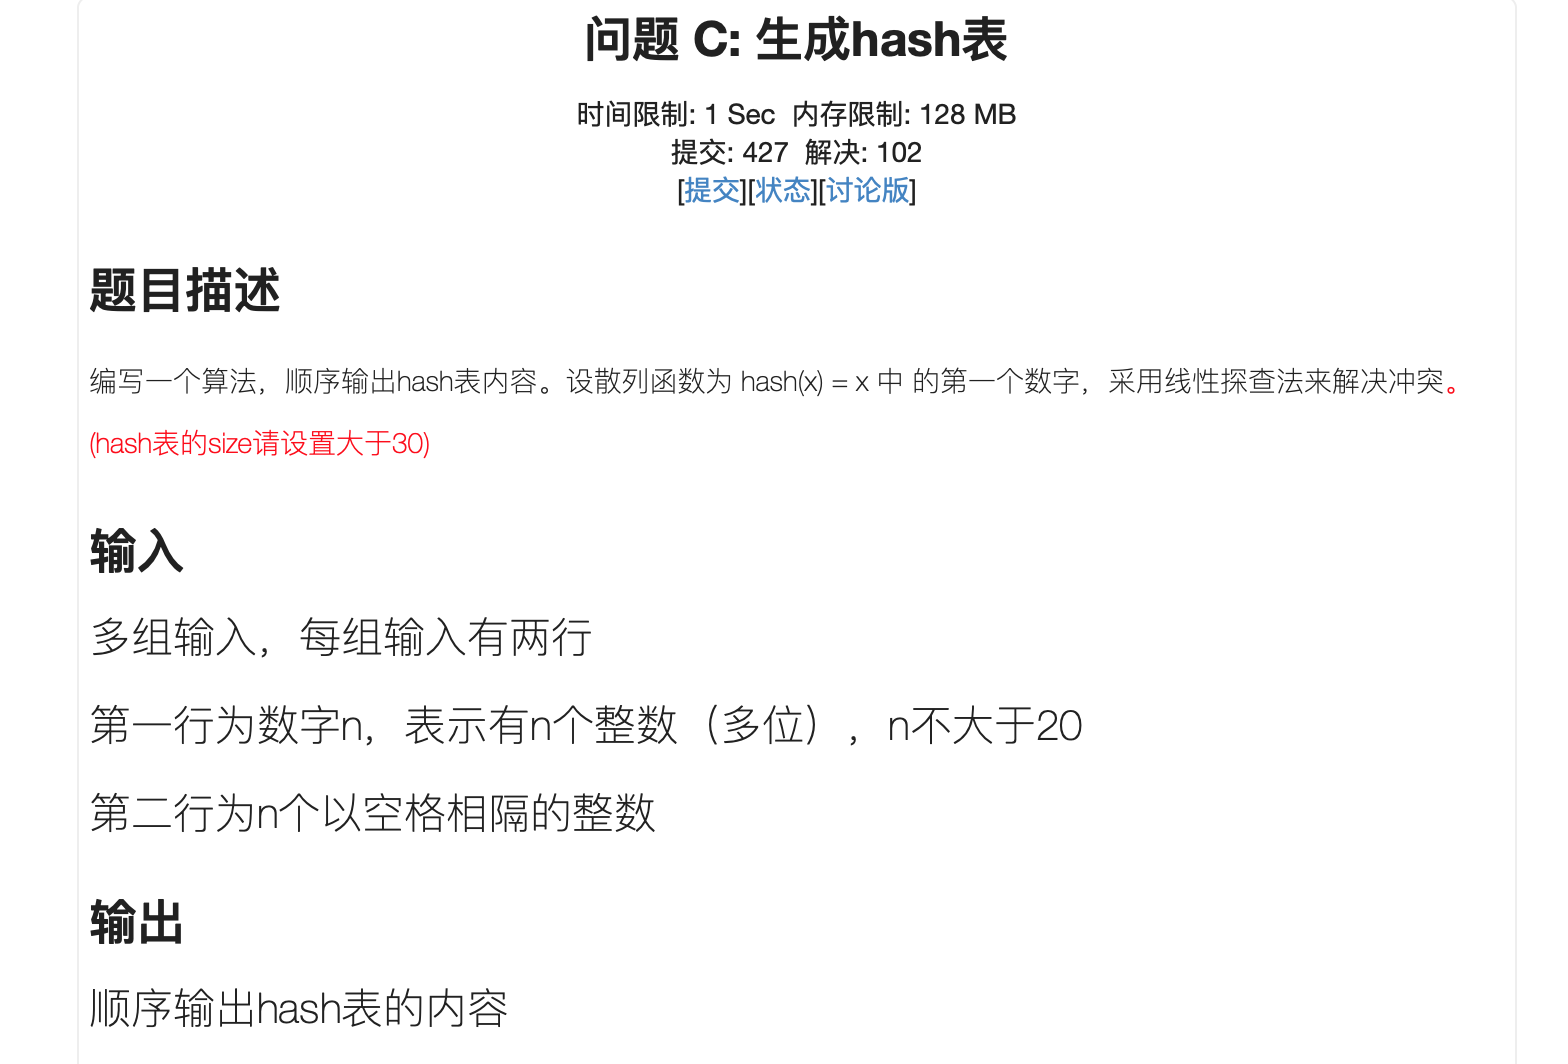 问题 C: 生成hash表
时间限制: 1 Sec 内存限制: 128 MB
提交: 427 解决: 102
[提交][状态][讨论版]
题目描述
编写一个算法，顺序输出hash表内容。设散列函数为 hash(x) = x 中 的第一个数字，采用线性探查法来解决冲突。
(hash表的size请设置大于30)
输入
多组输入，每组输入有两行
第一行为数字n，表示有n个整数（多位），n不大于20
第二行为n个以空格相隔的整数
输出
顺序输出hash表的内容